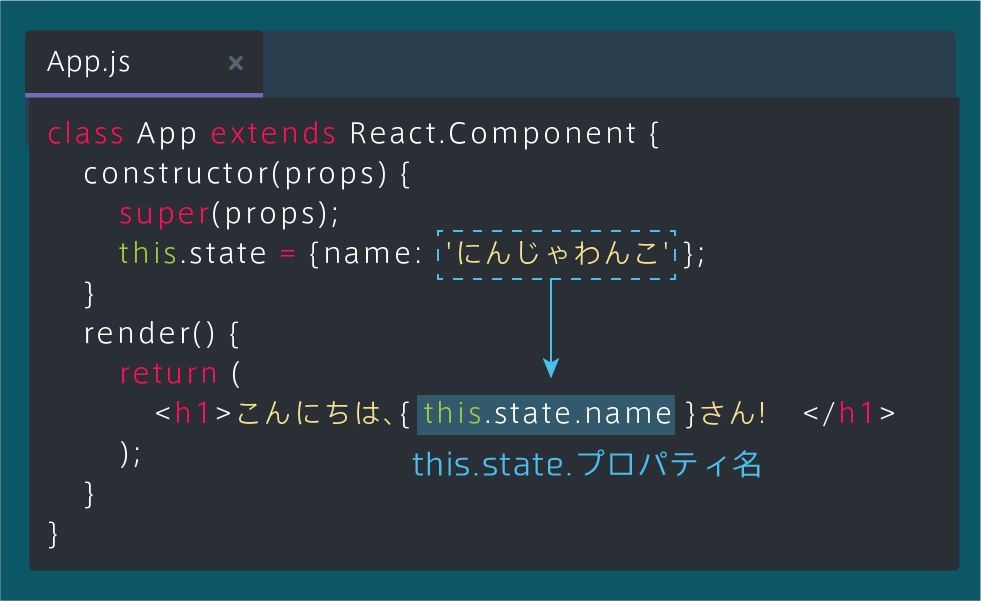 App.js ×
class App extends React.Component {
constructor(props) {
super(props);
this.state = {name: 'にんじゃわんこ'};
}
render() {
return (
<h1>こんにちは、{ this.state.name }さん! </h1>
);
this.state.プロパティ名
}
}